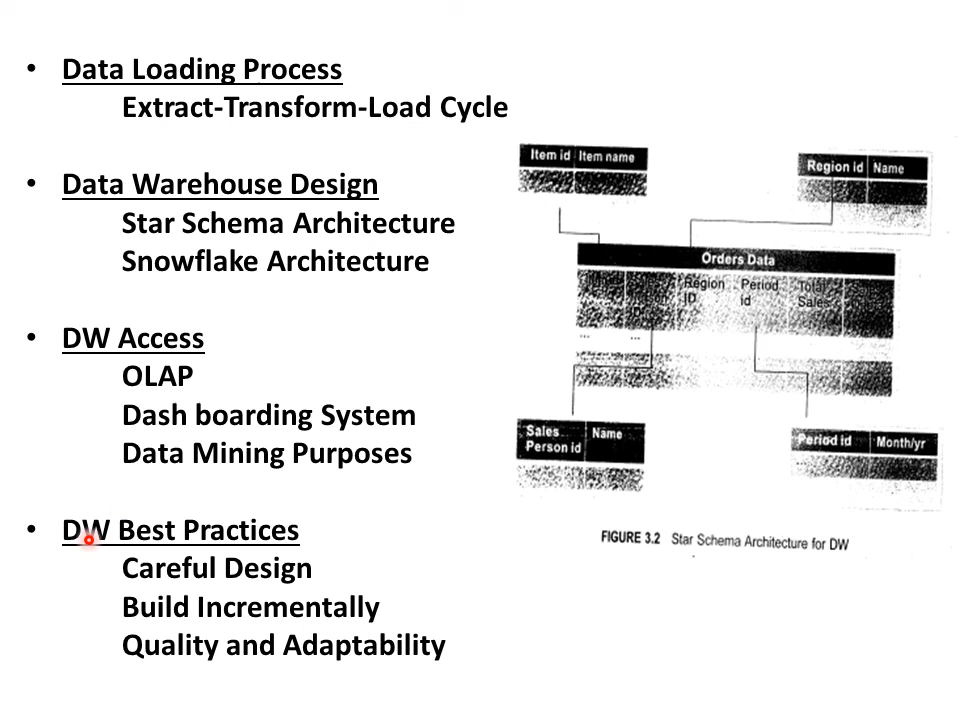 • Data Loading Process
Extract-Transform-Load Cycle
• Data Warehouse Design
Star Schema Architecture
Snowflake Architecture
• DW Access
OLAP
Dash boarding System
Data Mining Purposes
• DW Best Practices
Careful Design
Build Incrementally
Quality and Adaptability
Item id Item name
Region id Name
Orders Data
Region ID
Period id
Total Sales
... ...
Sales Person id Name
Period id Month/yr
FIGURE 3.2 Star Schema Architecture for DW